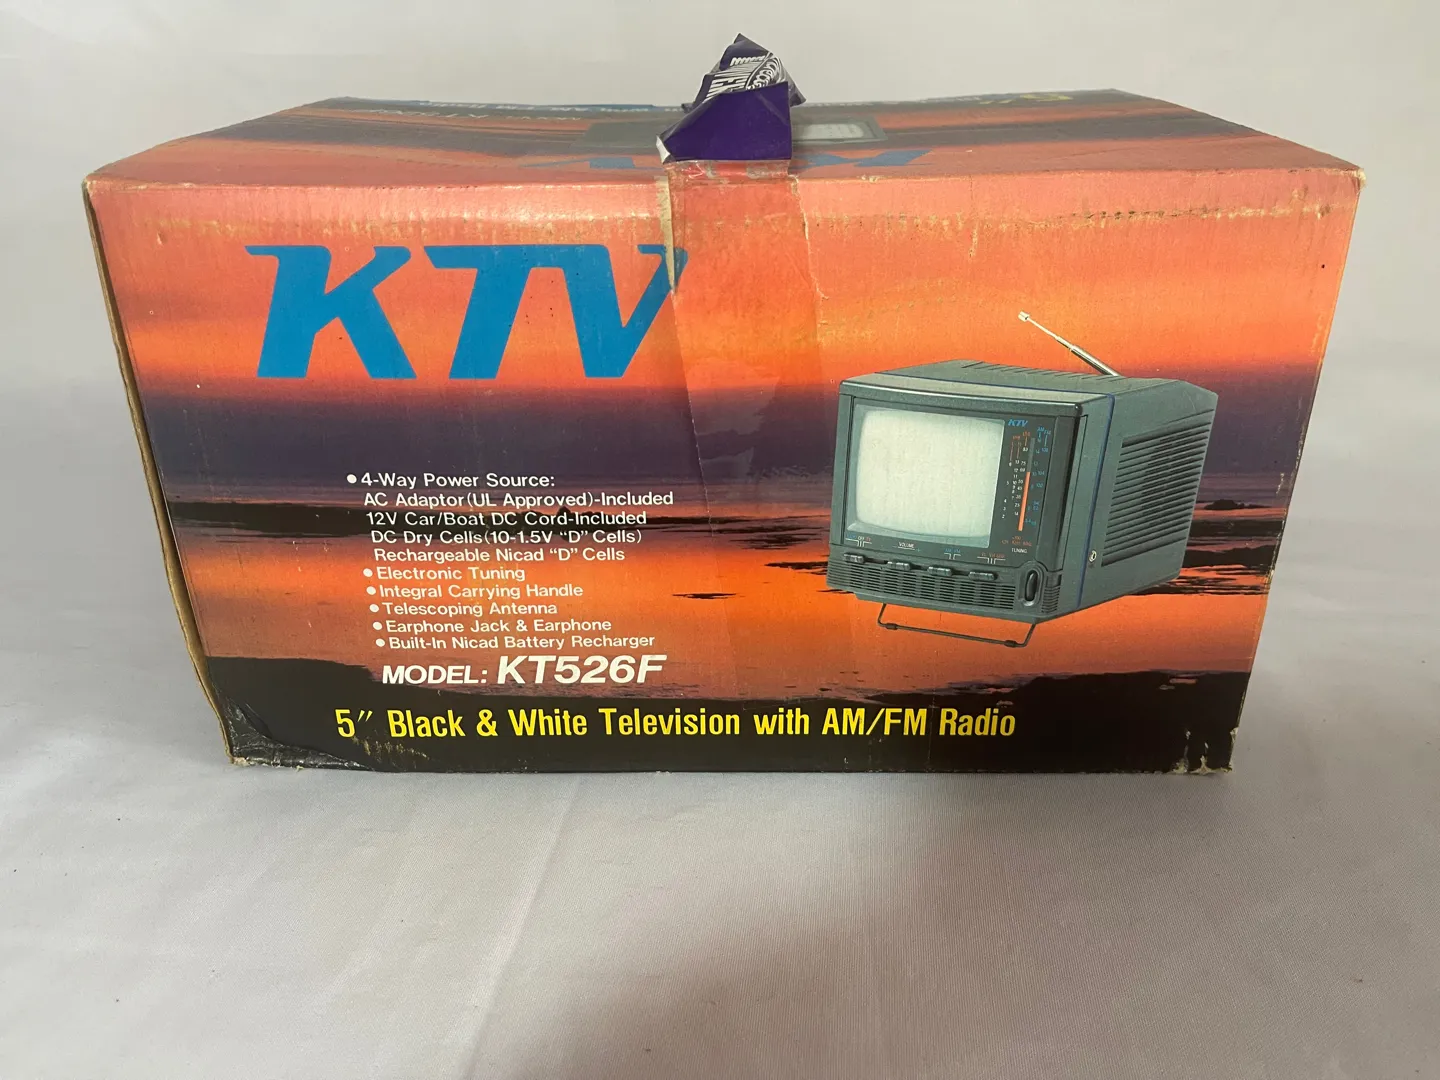 KTV
• 4-Way Power Source:
AC Adaptor(UL Approved)-Included
12V Car/Boat DC Cord-Included
DC Dry Cells(10-1.5V “D” Cells)
Rechargeable Nicad “D” Cells
• Electronic Tuning
• Integral Carrying Handle
• Telescoping Antenna
• Earphone Jack & Earphone
• Built-In Nicad Battery Recharger
MODEL: KT526F
5″ Black & White Television with AM/FM Radio
KTV
VOLUME
TUNING